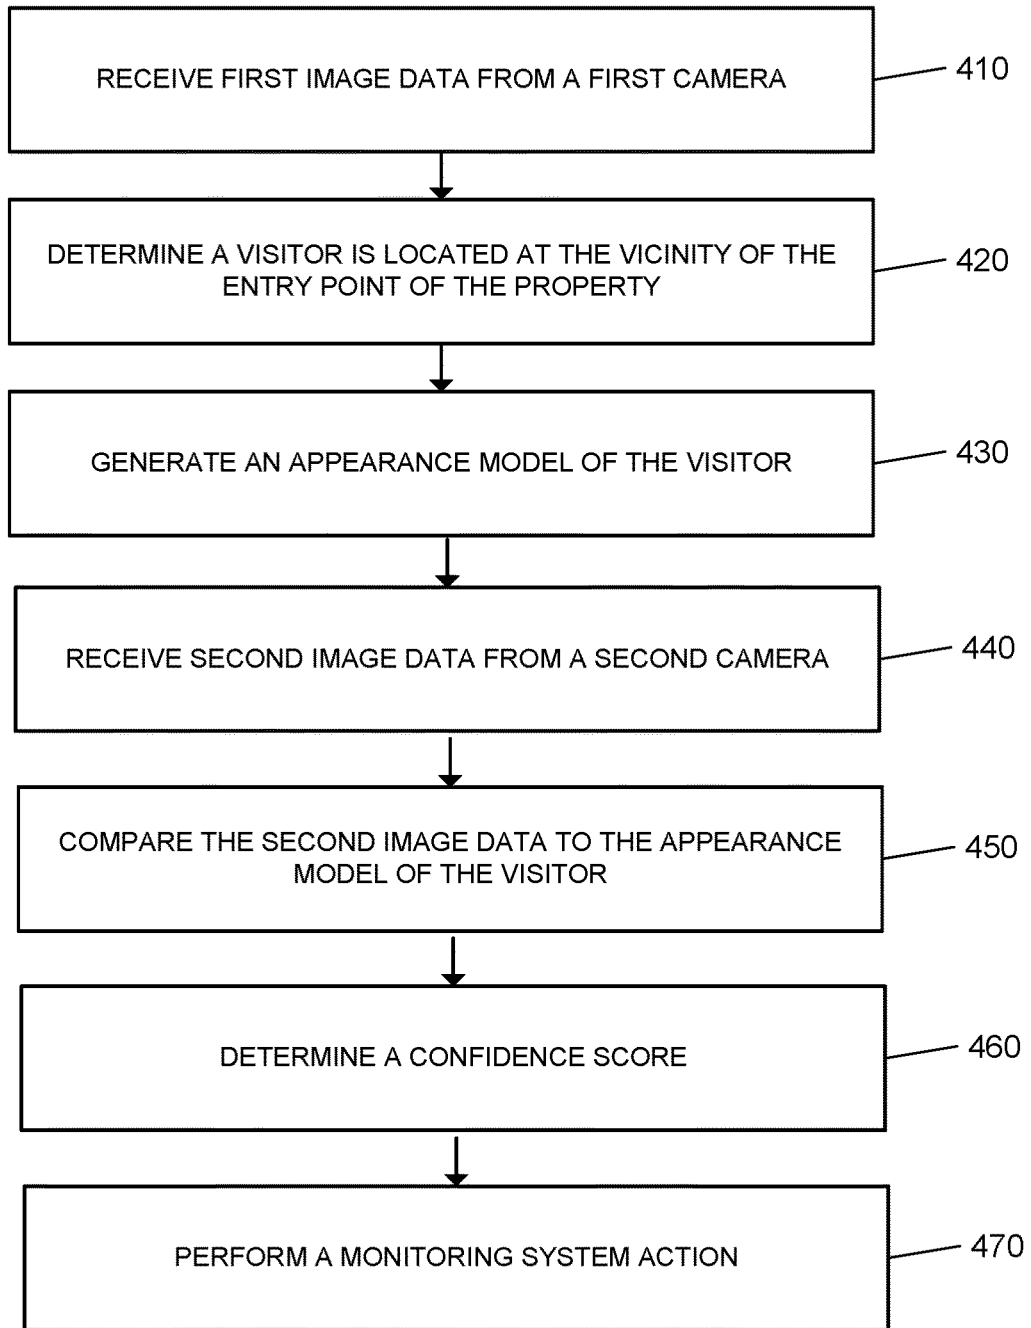 RECEIVE FIRST IMAGE DATA FROM A FIRST CAMERA
410
DETERMINE A VISITOR IS LOCATED AT THE VICINITY OF THE
ENTRY POINT OF THE PROPERTY
420
GENERATE AN APPEARANCE MODEL OF THE VISITOR
430
RECEIVE SECOND IMAGE DATA FROM A SECOND CAMERA
440
COMPARE THE SECOND IMAGE DATA TO THE APPEARANCE
MODEL OF THE VISITOR
450
DETERMINE A CONFIDENCE SCORE
460
PERFORM A MONITORING SYSTEM ACTION
470